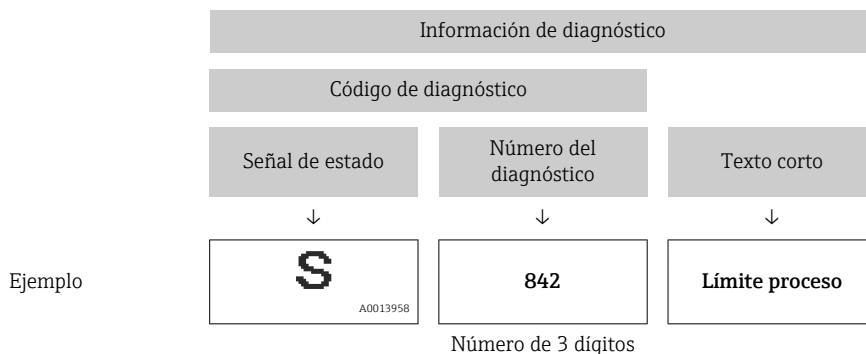 Información de diagnóstico
Código de diagnóstico
Señal de estado
Número del
diagnóstico
Texto corto
↓ ↓ ↓
Ejemplo
S
A0013958
842
Límite proceso
Número de 3 dígitos